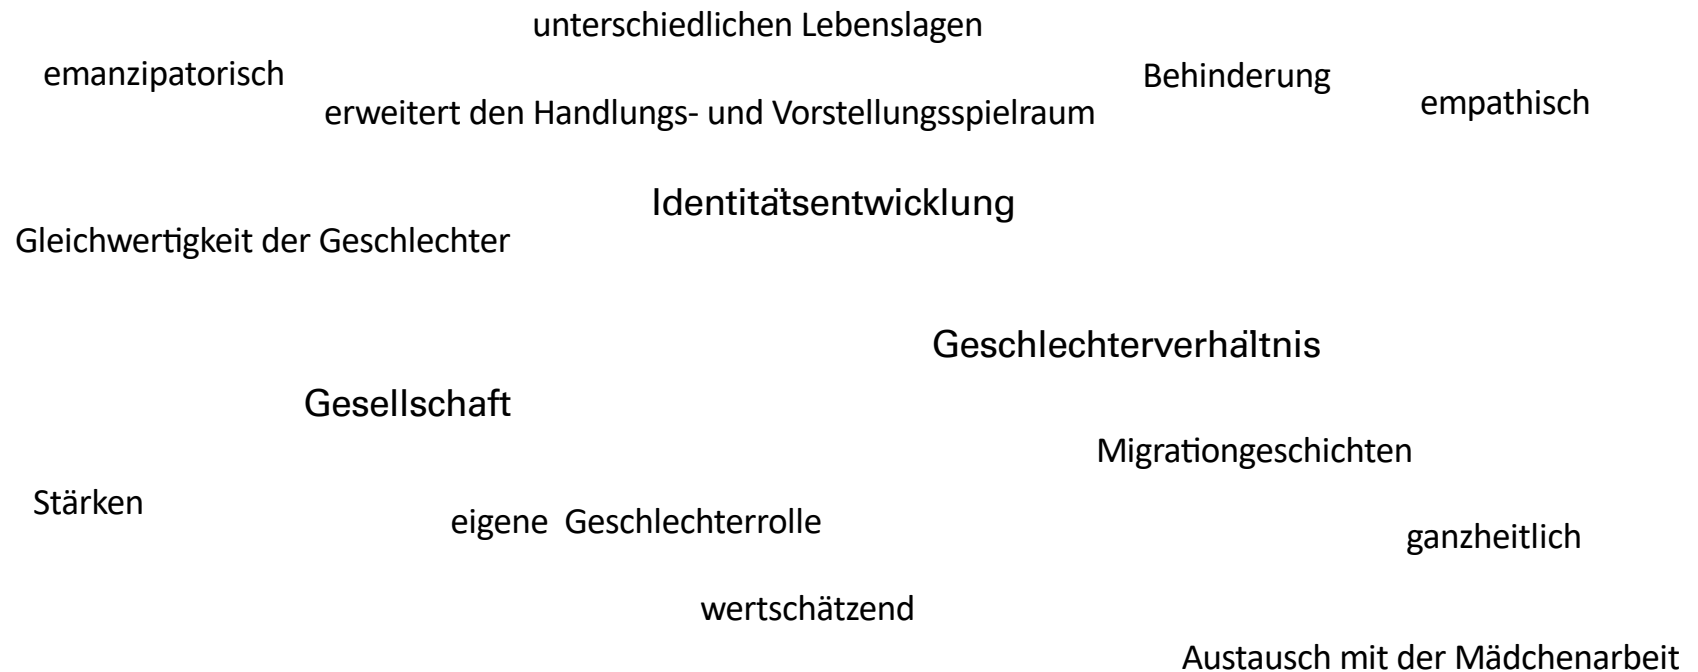 unterschiedlichen Lebenslagen
emanzipatorisch
Behinderung
empathisch
erweitert den Handlungs- und Vorstellungsspielraum
Identitätsentwicklung
Gleichwertigkeit der Geschlechter
Geschlechterverhältnis
Gesellschaft
Migrationgeschichten
Stärken
eigene Geschlechterrolle
ganzheitlich
wertschätzend
Austausch mit der Mädchenarbeit